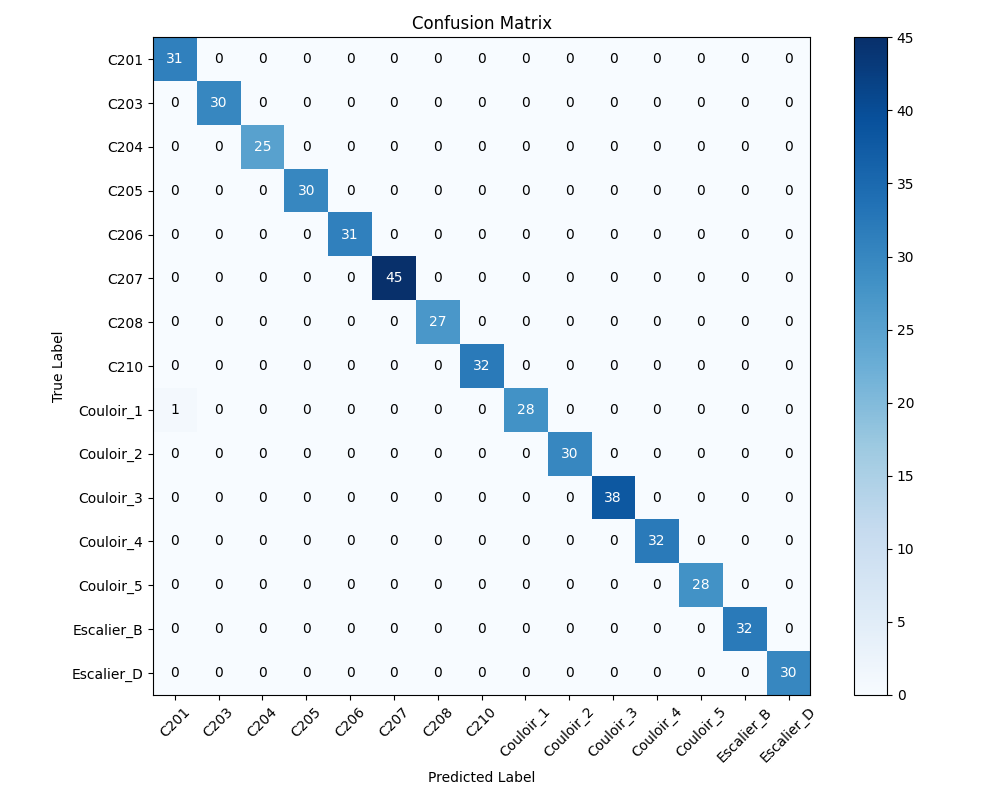 Confusion Matrix
True Label
C201 31 0 0 0 0 0 0 0 0 0 0 0 0 0 0
C203 0 30 0 0 0 0 0 0 0 0 0 0 0 0 0
C204 0 0 25 0 0 0 0 0 0 0 0 0 0 0 0
C205 0 0 0 30 0 0 0 0 0 0 0 0 0 0 0
C206 0 0 0 0 31 0 0 0 0 0 0 0 0 0 0
C207 0 0 0 0 0 45 0 0 0 0 0 0 0 0 0
C208 0 0 0 0 0 0 27 0 0 0 0 0 0 0 0
C210 0 0 0 0 0 0 0 32 0 0 0 0 0 0 0
Couloir_1 1 0 0 0 0 0 0 0 28 0 0 0 0 0 0
Couloir_2 0 0 0 0 0 0 0 0 0 30 0 0 0 0 0
Couloir_3 0 0 0 0 0 0 0 0 0 0 38 0 0 0 0
Couloir_4 0 0 0 0 0 0 0 0 0 0 0 32 0 0 0
Couloir_5 0 0 0 0 0 0 0 0 0 0 0 0 28 0 0
Escalier_B 0 0 0 0 0 0 0 0 0 0 0 0 0 32 0
Escalier_D 0 0 0 0 0 0 0 0 0 0 0 0 0 0 30
C201 C203 C204 C205 C206 C207 C208 C210 Couloir_1 Couloir_2 Couloir_3 Couloir_4 Couloir_5 Escalier_B Escalier_D
Predicted Label
45
40
35
30
25
20
15
10
5
0